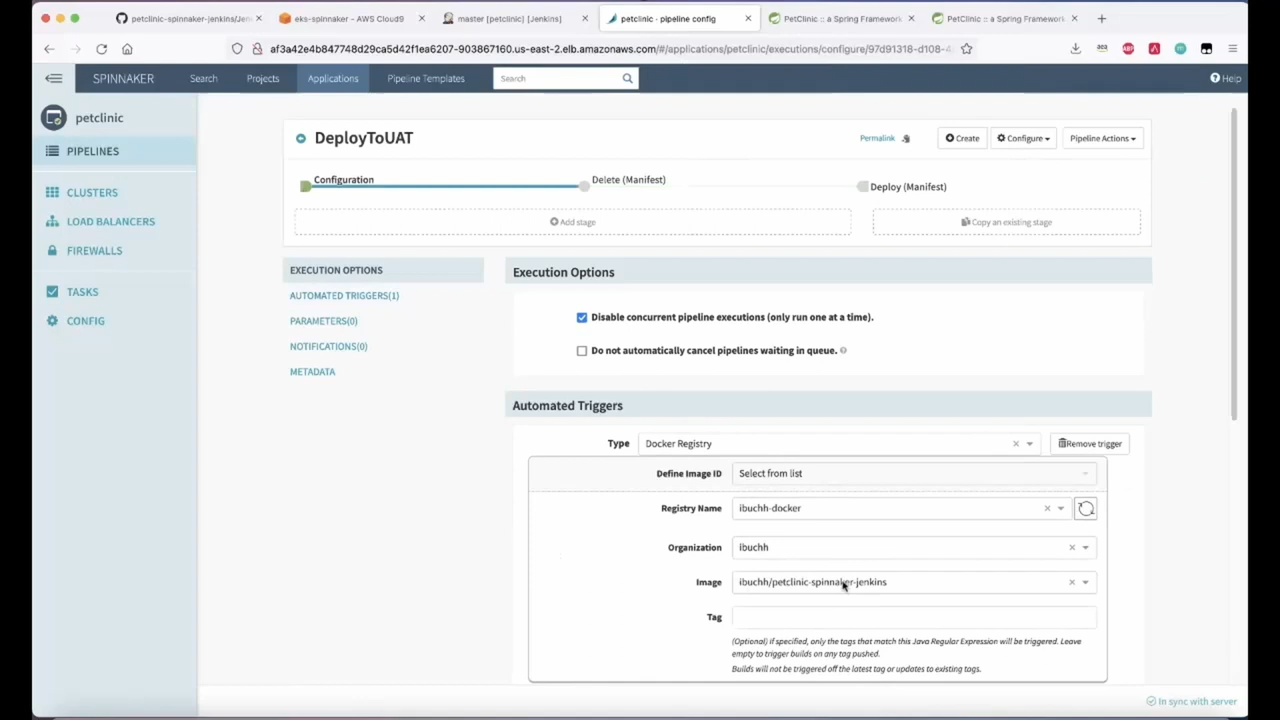 petclinic-spinnaker-jenkins/Jen
eks-spinnaker - AWS Cloud9
master [petclinic] [Jenkins]
petclinic · pipeline config
PetClinic :: a Spring Framework
PetClinic :: a Spring Framework
af3a42e4b847748d29ca5d42f1ea6207-903867160.us-east-2.elb.amazonaws.com/#/applications/petclinic/executions/configure/97d91318-d108-4
SPINNAKER
Search
Projects
Applications
Pipeline Templates
Search
Help
petclinic
PIPELINES
CLUSTERS
LOAD BALANCERS
FIREWALLS
TASKS
CONFIG
DeployToUAT
Permalink
Create
Configure
Pipeline Actions
Configuration
Delete (Manifest)
Deploy (Manifest)
Add stage
Copy an existing stage
EXECUTION OPTIONS
AUTOMATED TRIGGERS(1)
PARAMETERS(0)
NOTIFICATIONS(0)
METADATA
Execution Options
Disable concurrent pipeline executions (only run one at a time).
Do not automatically cancel pipelines waiting in queue.
Automated Triggers
Type Docker Registry
Remove trigger
Define Image ID Select from list
Registry Name ibuchh-docker
Organization ibuchh
Image ibuchh/petclinic-spinnaker-jenkins
Tag
(Optional) if specified, only the tags that match this Java Regular Expression will be triggered. Leave
empty to trigger builds on any tag pushed.
Builds will not be triggered off the latest tag or updates to existing tags.
In sync with server